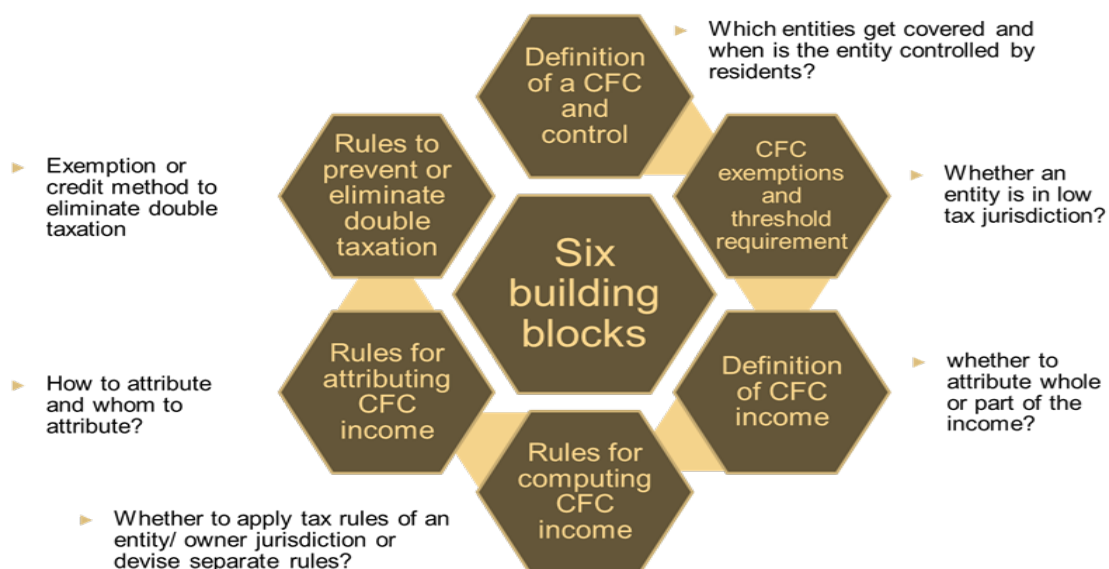 Definition
of a CFC
and
control
Which entities get covered and
when is the entity controlled by
residents?
CFC
exemptions
and
threshold
requirement
Whether an
entity is in low
tax jurisdiction?
Definition
of CFC
income
whether to
attribute whole
or part of the
income?
Rules for
computing
CFC
income
Whether to apply tax rules of an
entity/ owner jurisdiction or
devise separate rules?
Rules for
attributing
CFC
income
How to attribute
and whom to
attribute?
Rules to
prevent or
eliminate
double
taxation
Exemption or
credit method to
eliminate double
taxation
Six
building
blocks